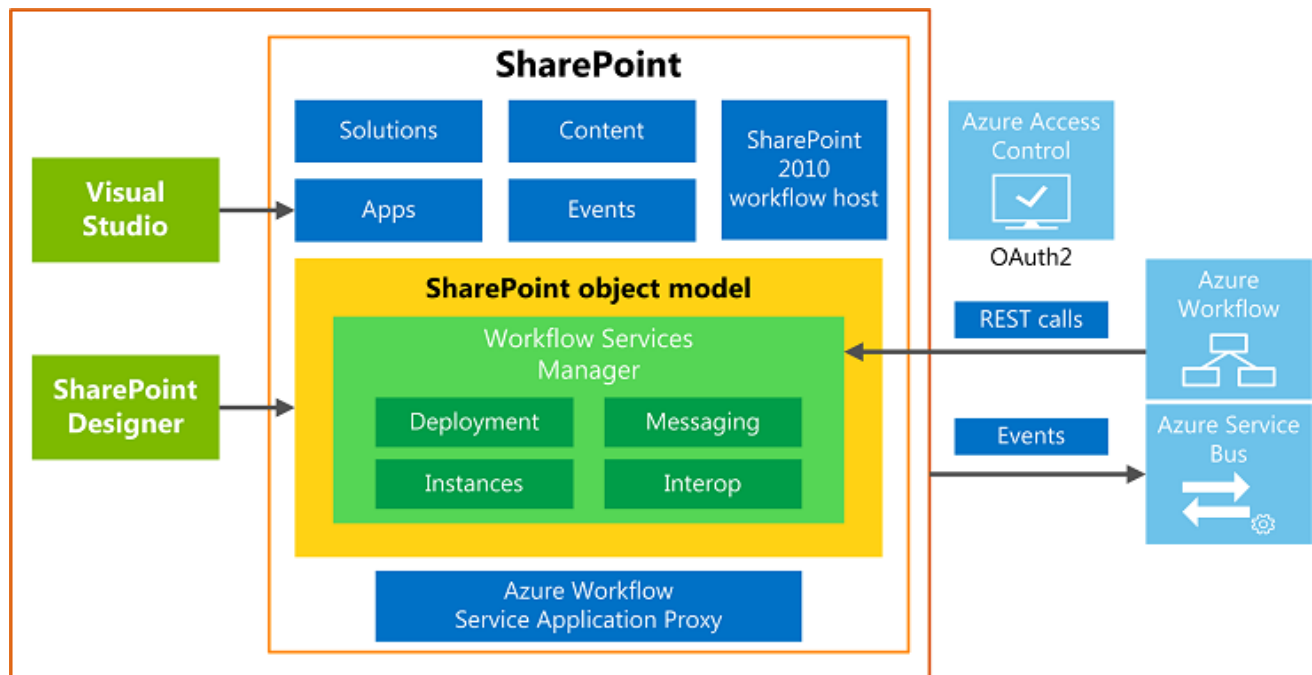 SharePoint
Solutions
Content
SharePoint
2010
workflow host
Apps
Events
Visual
Studio
SharePoint object model
Workflow Services
Manager
Deployment
Messaging
Instances
Interop
SharePoint
Designer
Azure Workflow
Service Application Proxy
Azure Access
Control
OAuth2
REST calls
Azure
Workflow
Events
Azure Service
Bus